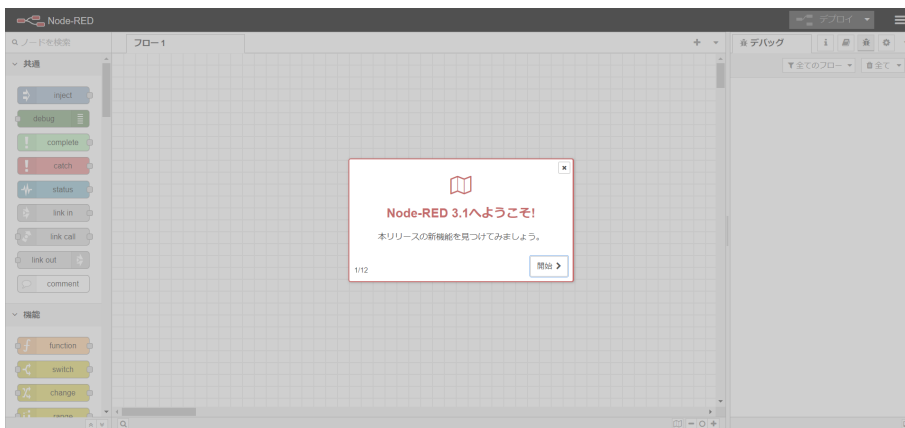 Node-RED
デプロイ
ノードを検索
フロー 1
デバッグ
i
共通
全てのフロー
全て
inject
debug
complete
catch
status
link in
link call
link out
comment
Node-RED 3.1へようこそ!
本リリースの新機能を見つけてみましょう。
1/12
開始
機能
function
switch
change
range